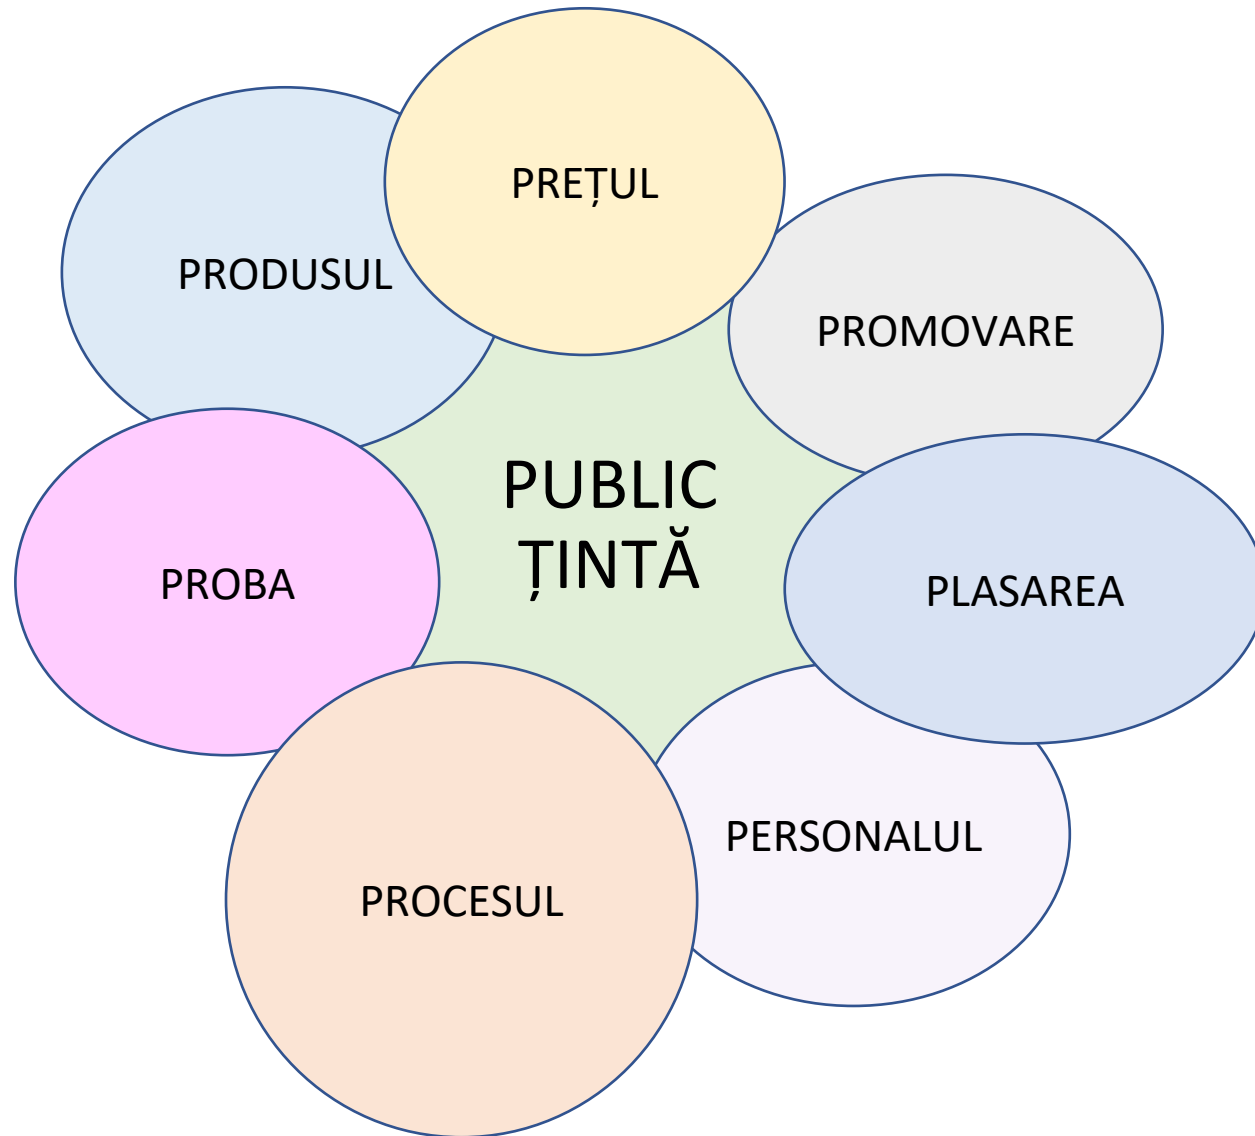 PREȚUL
PRODUSUL
PROMOVARE
PUBLIC
ȚINTĂ
PROBA
PLASAREA
PERSONALUL
PROCESUL